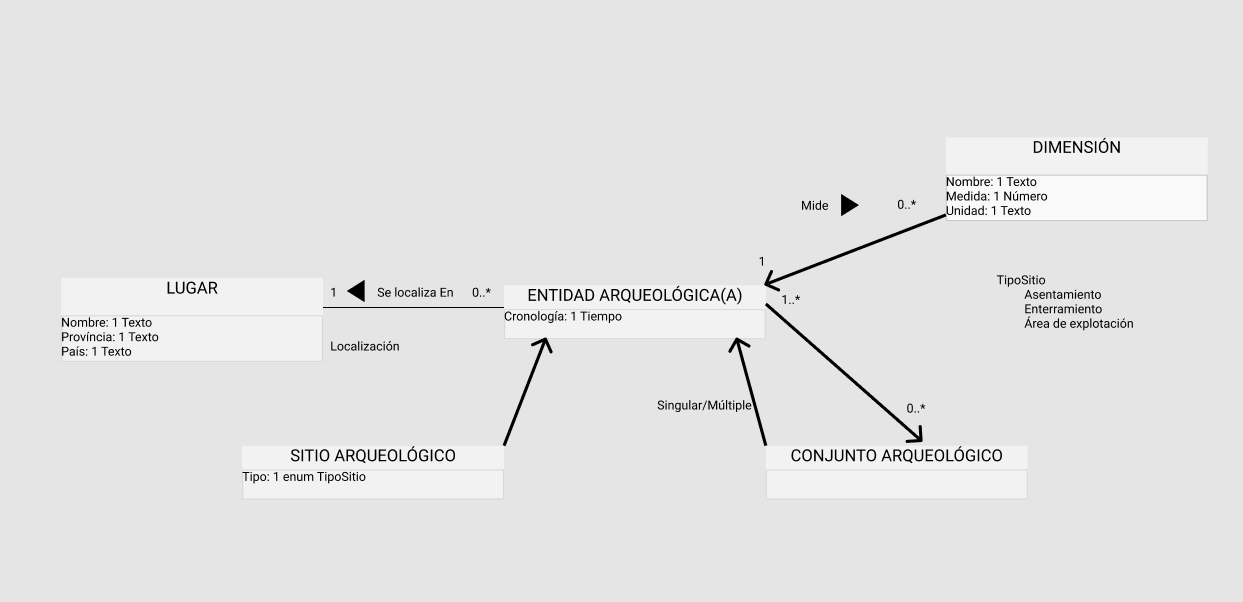 DIMENSIÓN
Nombre: 1 Texto
Medida: 1 Número
Unidad: 1 Texto
Mide
0..*
1
LUGAR
Nombre: 1 Texto
Província: 1 Texto
País: 1 Texto
1
Se localiza En
0..*
Localización
ENTIDAD ARQUEOLÓGICA(A)
Cronología: 1 Tiempo
1..*
TipoSitio
Asentamiento
Enterramiento
Área de explotación
Singular/Múltiple
0..*
SITIO ARQUEOLÓGICO
Tipo: 1 enum TipoSitio
CONJUNTO ARQUEOLÓGICO